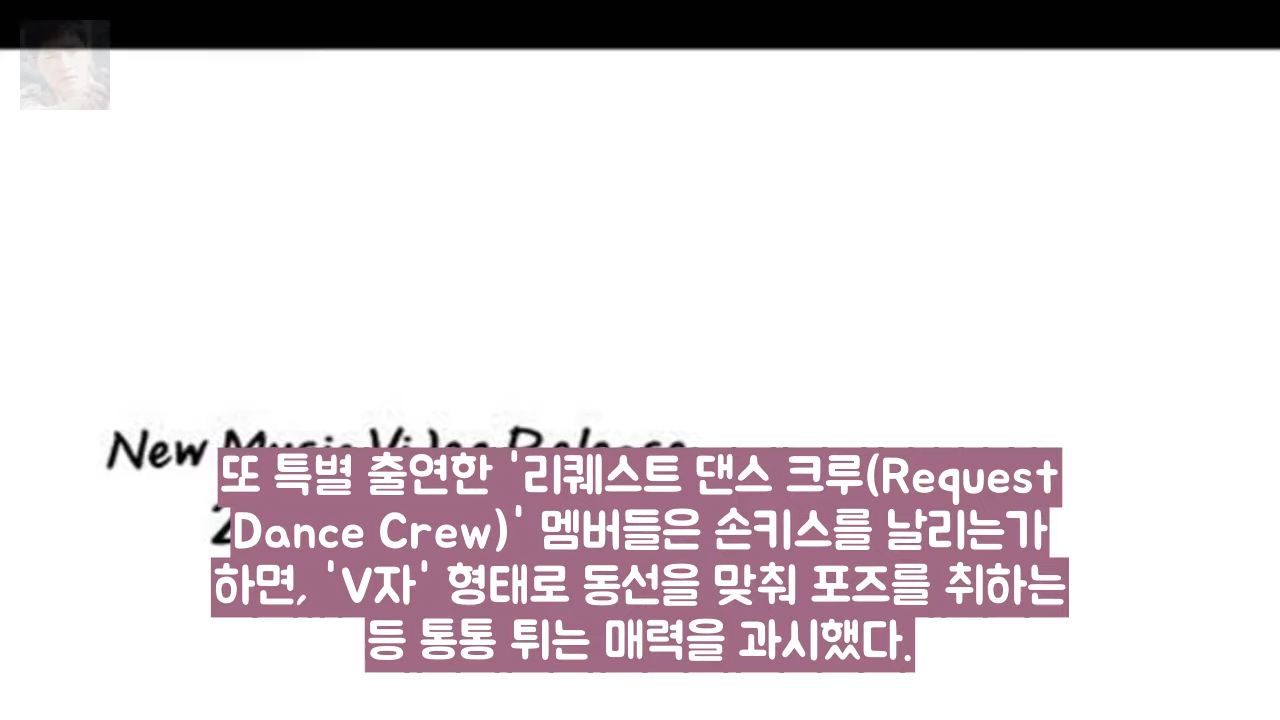 New Music Video Release
또 특별 출연한 '리퀘스트 댄스 크루(Request
Dance Crew)' 멤버들은 손키스를 날리는가
하면, 'V자' 형태로 동선을 맞춰 포즈를 취하는
등 통통 튀는 매력을 과시했다.